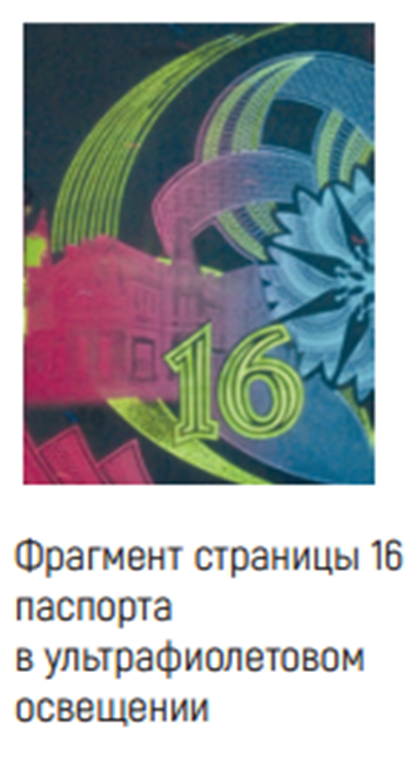 16
Фрагмент страницы 16
паспорта
в ультрафиолетовом
освещении